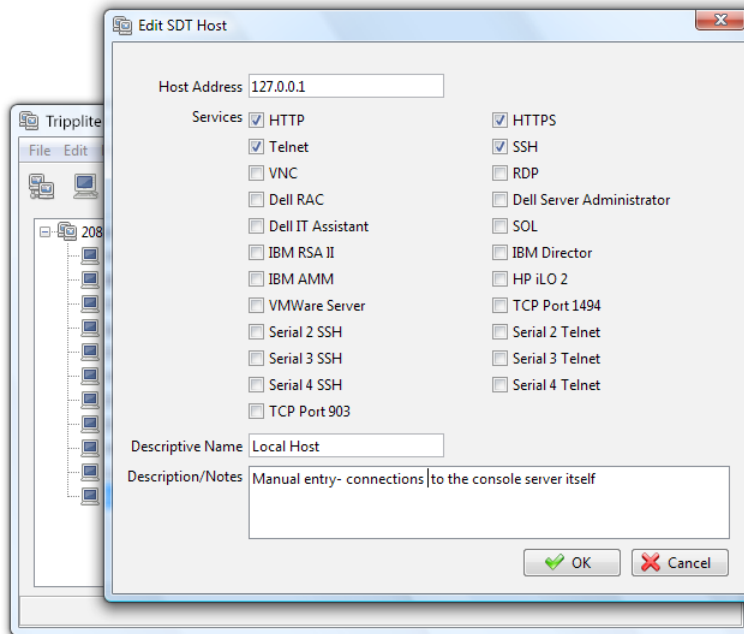 Edit SDT Host
Host Address 127.0.0.1
Services HTTP HTTPS
Tripplite
File Edit
Telnet SSH
VNC RDP
Dell RAC Dell Server Administrator
208
Dell IT Assistant SOL
IBM RSA II IBM Director
IBM AMM HP iLO 2
VMWare Server TCP Port 1494
Serial 2 SSH Serial 2 Telnet
Serial 3 SSH Serial 3 Telnet
Serial 4 SSH Serial 4 Telnet
TCP Port 903
Descriptive Name Local Host
Description/Notes Manual entry- connections to the console server itself
OK Cancel